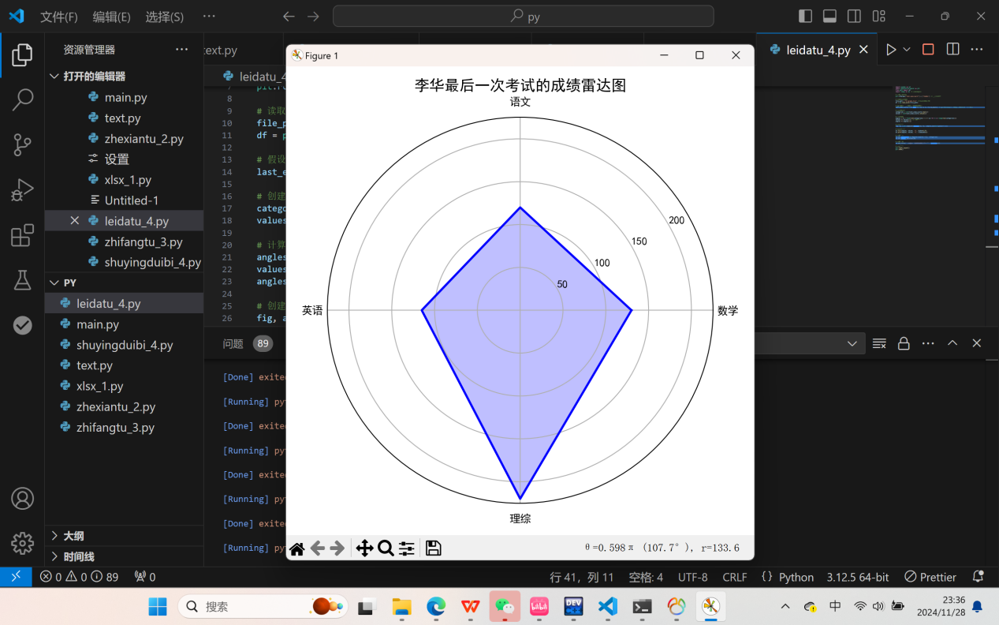 文件(F) 编辑(E) 选择(S) ··· py
资源管理器 ···
打开的编辑器
main.py
text.py
zhexiantu_2.py
设置
xlsx_1.py
Untitled-1
leidatu_4.py
zhifangtu_3.py
shuyingduibi_4.py
PY
leidatu_4.py
main.py
shuyingduibi_4.py
text.py
xlsx_1.py
zhexiantu_2.py
zhifangtu_3.py
大纲
时间线
text.py
leidatu_4.py
leidatu_4
8
9 # 读取
10 file_p
11 df = p
12
13 # 假设
14 last_e
15
16 # 创建
17 catego
18 values
19
20 # 计算
21 angles
22 values
23 angles
24
25 # 创建
26 fig, a
问题 89
[Done] exite
[Running] py
[Done] exite
[Running] py
[Done] exite
[Running] py
[Done] exite
[Running] py
Figure 1
李华最后一次考试的成绩雷达图
语文
200
150
100
50
英语
数学
理综
θ=0.598π (107.7°), r=133.6
0 0 89 0
行 41, 列 11 空格: 4 UTF-8 CRLF {} Python 3.12.5 64-bit Prettier
搜索
DEV
中
23:36
2024/11/28